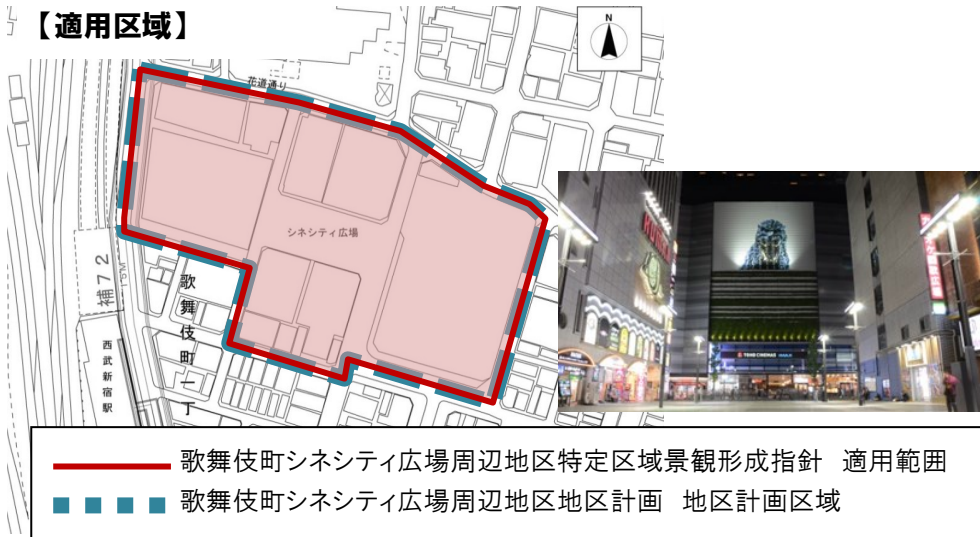 【適用区域】
N
花道通り
シネシティ広場
補72
15M
歌舞伎町一丁
西武新宿駅
TOHO CINEMAS
歌舞伎町シネシティ広場周辺地区特定区域景観形成指針　適用範囲
歌舞伎町シネシティ広場周辺地区地区計画　地区計画区域